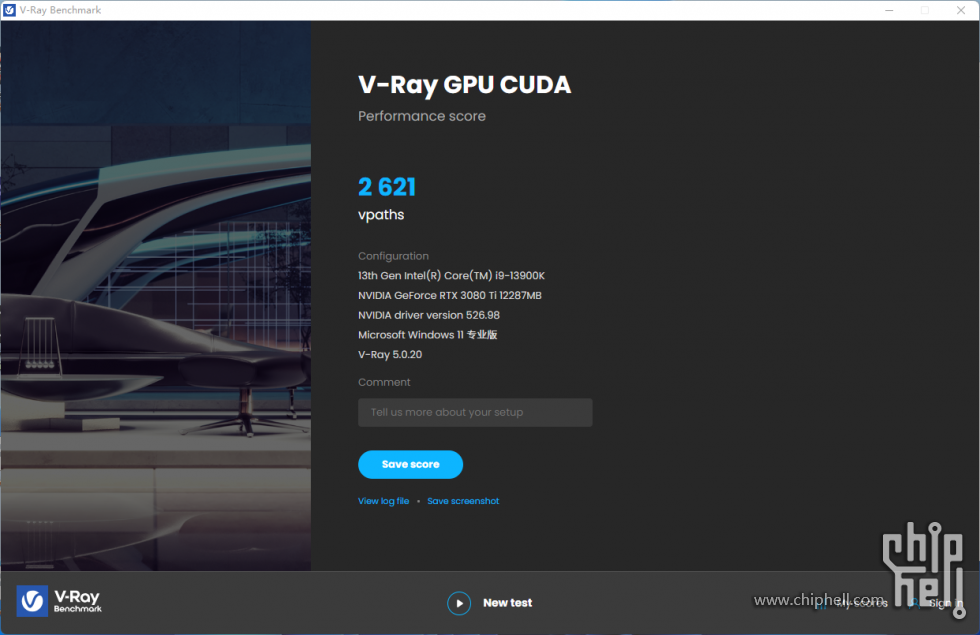 V-Ray Benchmark
V-Ray GPU CUDA
Performance score
2 621
vpaths
Configuration
13th Gen Intel(R) Core(TM) i9-13900K
NVIDIA GeForce RTX 3080 Ti 12287MB
NVIDIA driver version 526.98
Microsoft Windows 11 专业版
V-Ray 5.0.20
Comment
Tell us more about your setup
Save score
View log file • Save screenshot
V-Ray
Benchmark
New test
My scores
Sign in
www.chiphell.com
chip
hell